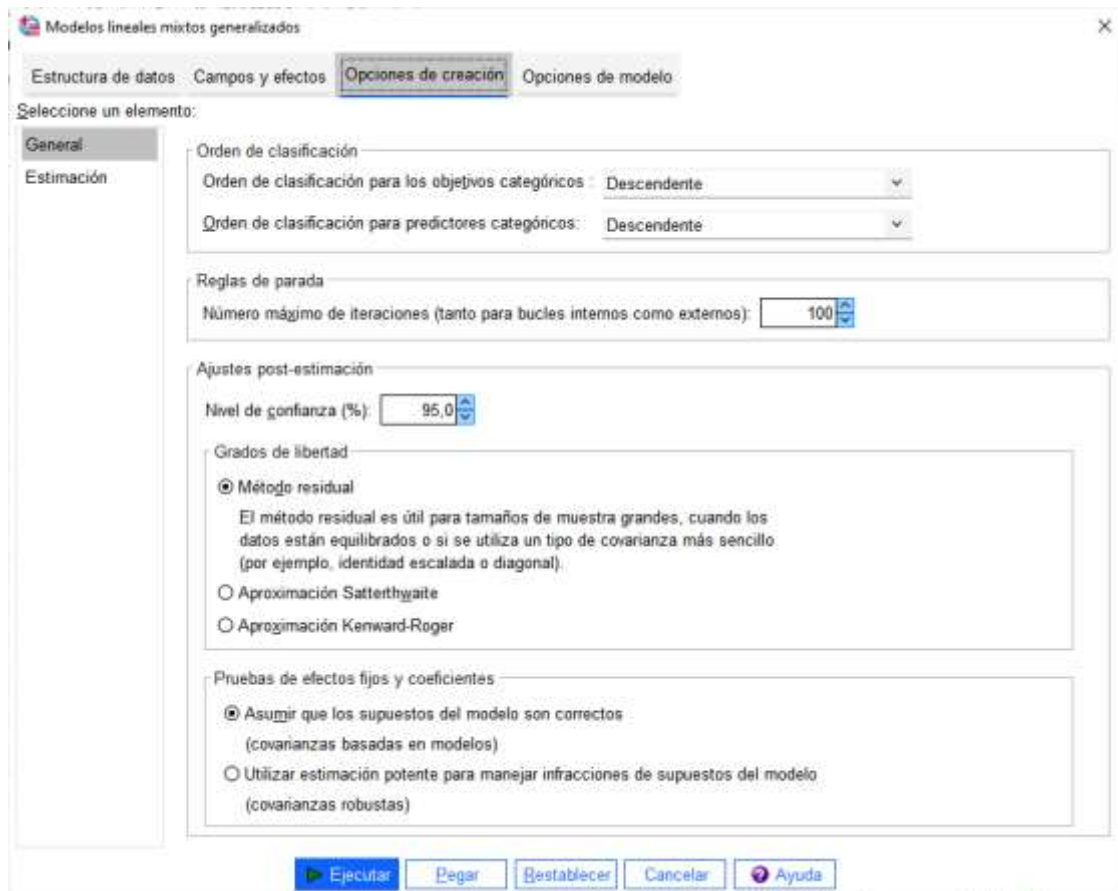 Modelos lineales mixtos generalizados
Estructura de datos Campos y efectos Opciones de creación Opciones de modelo
Seleccione un elemento:
General
Estimación
Orden de clasificación
Orden de clasificación para los objetivos categóricos :
Descendente
Orden de clasificación para predictores categóricos:
Descendente
Reglas de parada
Número máximo de iteraciones (tanto para bucles internos como externos):
100
Ajustes post-estimación
Nivel de confianza (%):
95,0
Grados de libertad
Método residual
El método residual es útil para tamaños de muestra grandes, cuando los
datos están equilibrados o si se utiliza un tipo de covarianza más sencillo
(por ejemplo, identidad escalada o diagonal).
Aproximación Satterthwaite
Aproximación Kenward-Roger
Pruebas de efectos fijos y coeficientes
Asumir que los supuestos del modelo son correctos
(covarianzas basadas en modelos)
Utilizar estimación potente para manejar infracciones de supuestos del modelo
(covarianzas robustas)
Ejecutar Pegar Restablecer Cancelar Ayuda